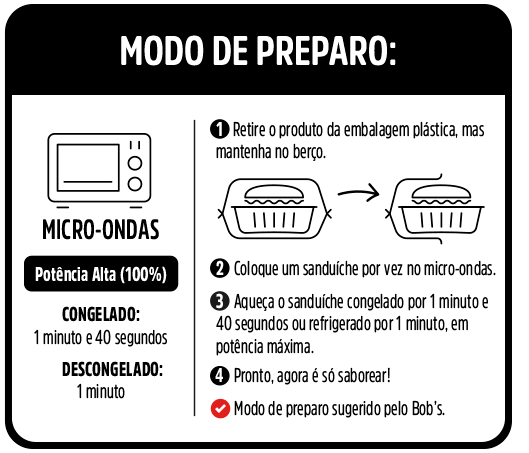 MODO DE PREPARO:
MICRO-ONDAS
Potência Alta (100%)
CONGELADO:
1 minuto e 40 segundos
DESCONGELADO:
1 minuto
1 Retire o produto da embalagem plástica, mas
mantenha no berço.
2 Coloque um sanduíche por vez no micro-ondas.
3 Aqueça o sanduíche congelado por 1 minuto e
40 segundos ou refrigerado por 1 minuto, em
potência máxima.
4 Pronto, agora é só saborear!
Modo de preparo sugerido pelo Bob's.